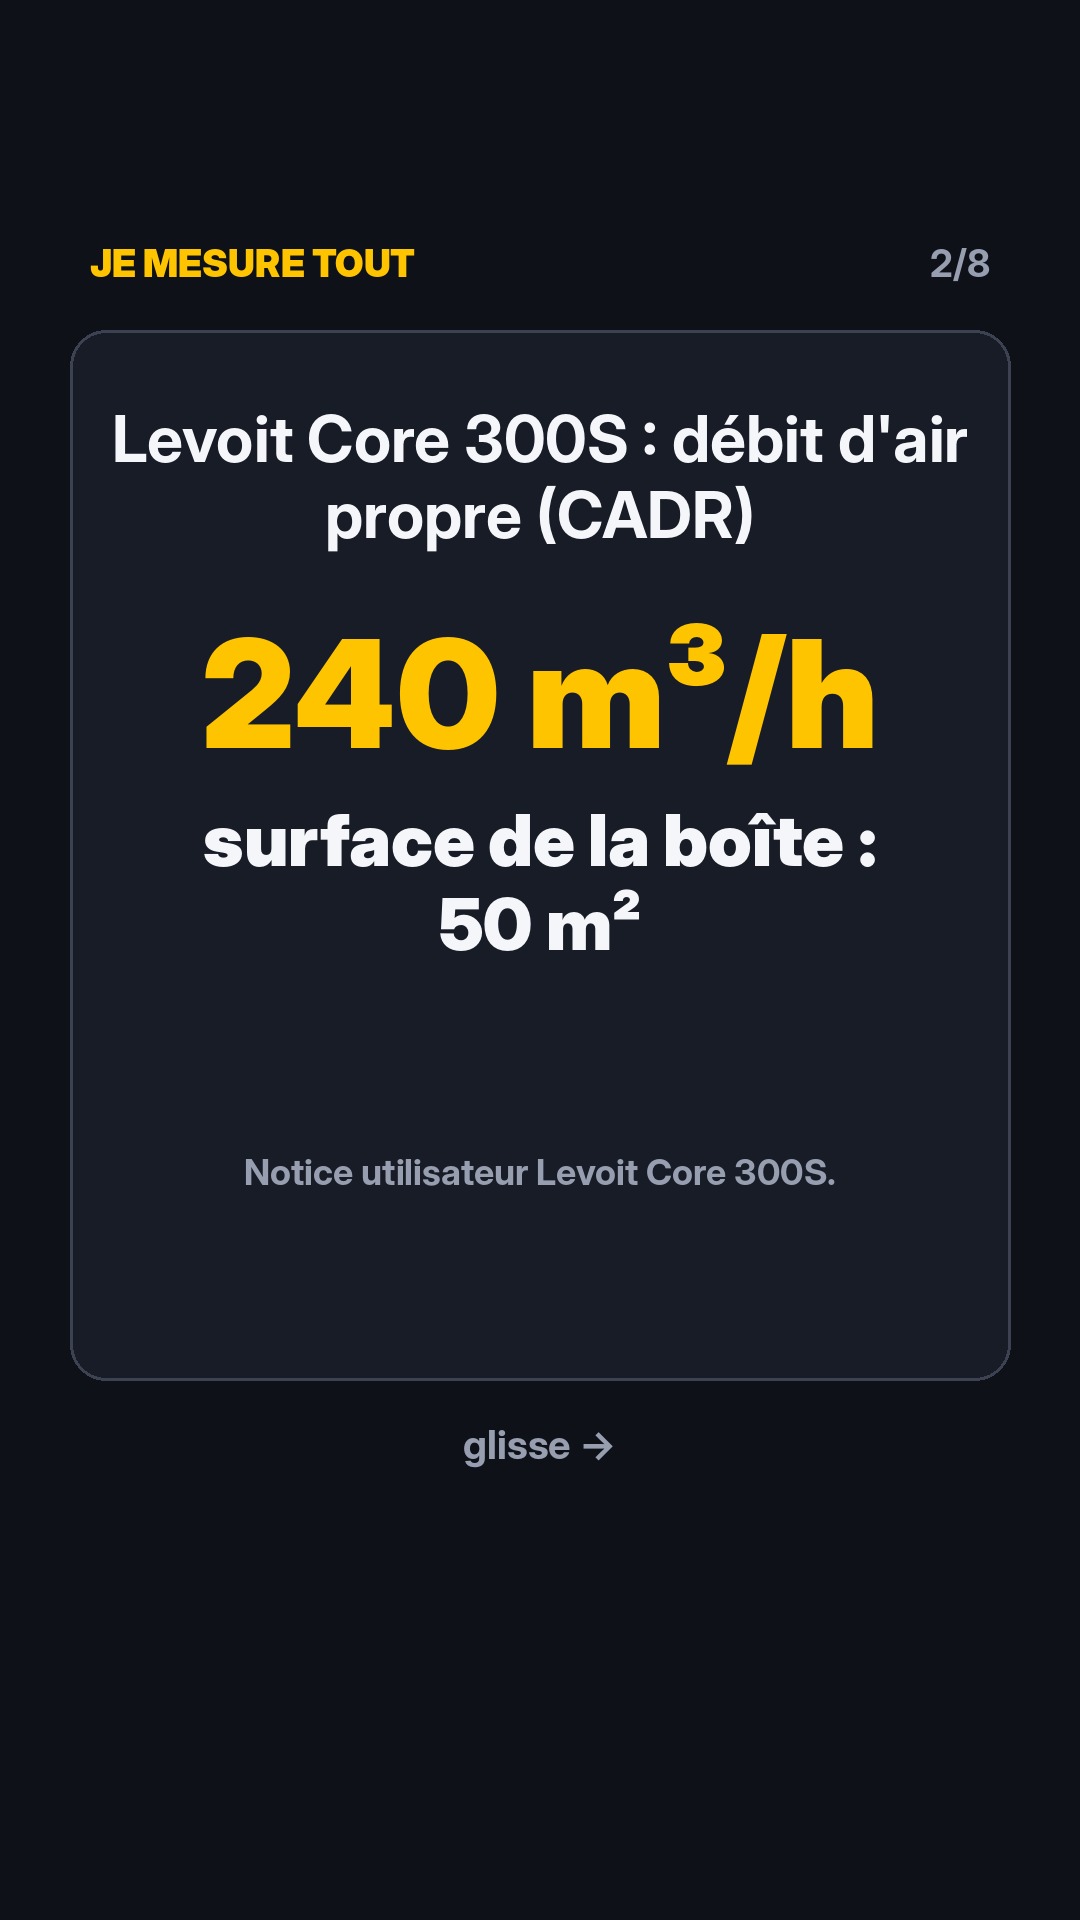 JE MESURE TOUT
2/8
Levoit Core 300S : débit d'air
propre (CADR)
240 m³/h
surface de la boîte :
50 m²
Notice utilisateur Levoit Core 300S.
glisse →